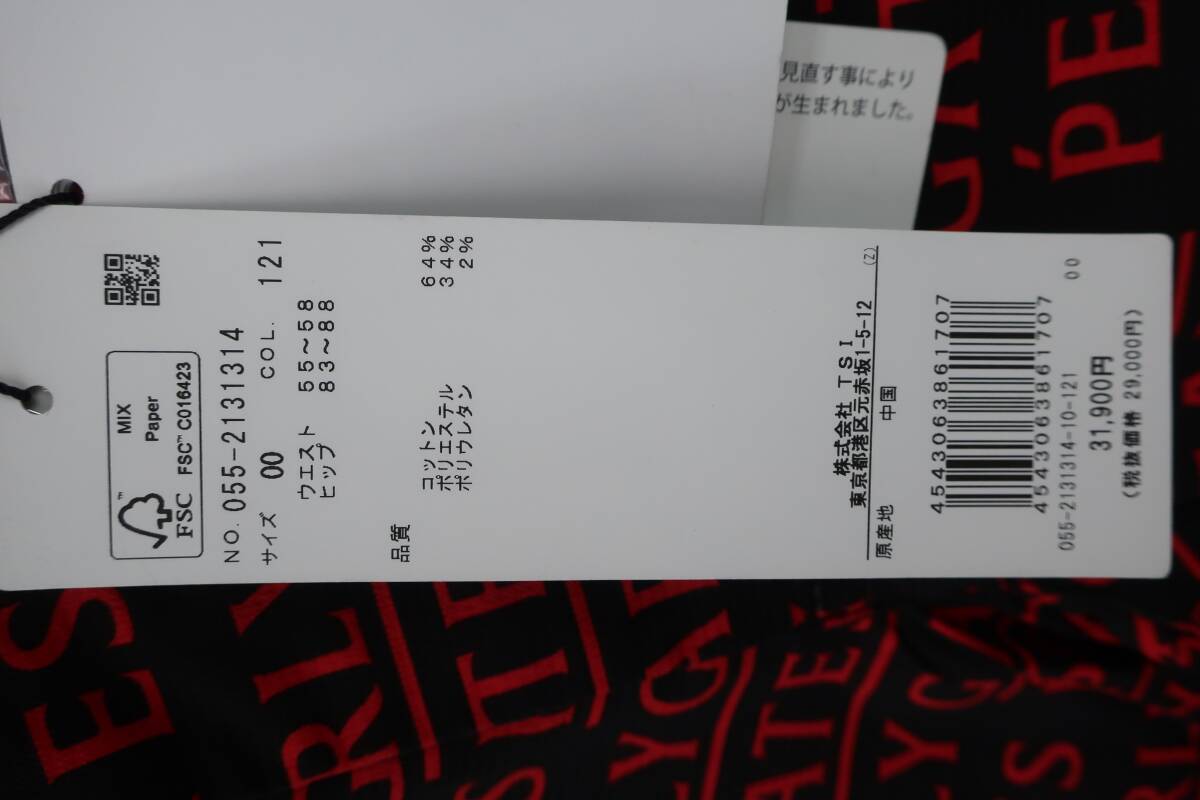 見直す事により
が生まれました。
FSC™
MIX
Paper
FSC™ C016423
NO. 055-2131314
サイズ 00 COL. 121
ウエスト 55~58
ヒップ 83~88
品質
コットン 64%
ポリエステル 34%
ポリウレタン 2%
株式会社 TSI
東京都港区元赤坂1-5-12
(Z)
原産地 中国
4543063861707
4543063861707
055-2131314-10-121
00
31,900円
(税抜価格 29,000円)